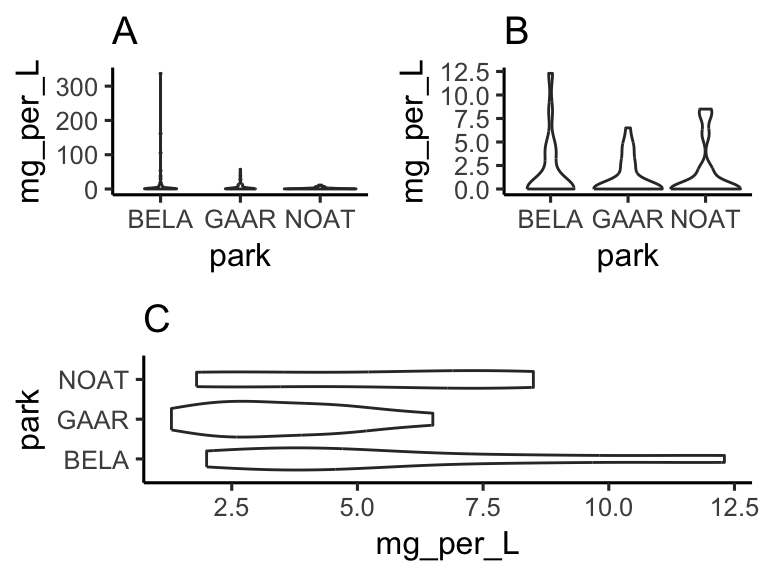 A
mg_per_L
300
200
100
0
BELA GAAR NOAT
park
B
mg_per_L
12.5
10.0
7.5
5.0
2.5
0.0
BELA GAAR NOAT
park
C
park
NOAT
GAAR
BELA
2.5 5.0 7.5 10.0 12.5
mg_per_L